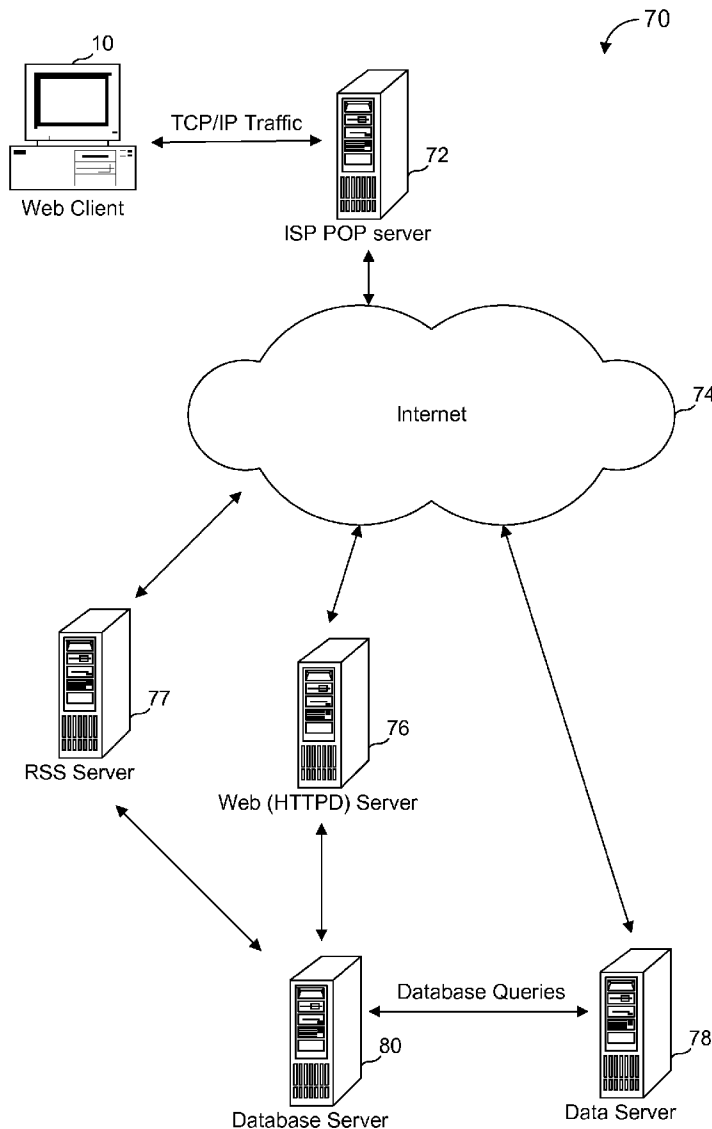 70
10
TCP/IP Traffic
72
Web Client
ISP POP server
Internet
74
77
RSS Server
76
Web (HTTPD) Server
Database Queries
80
78
Database Server
Data Server